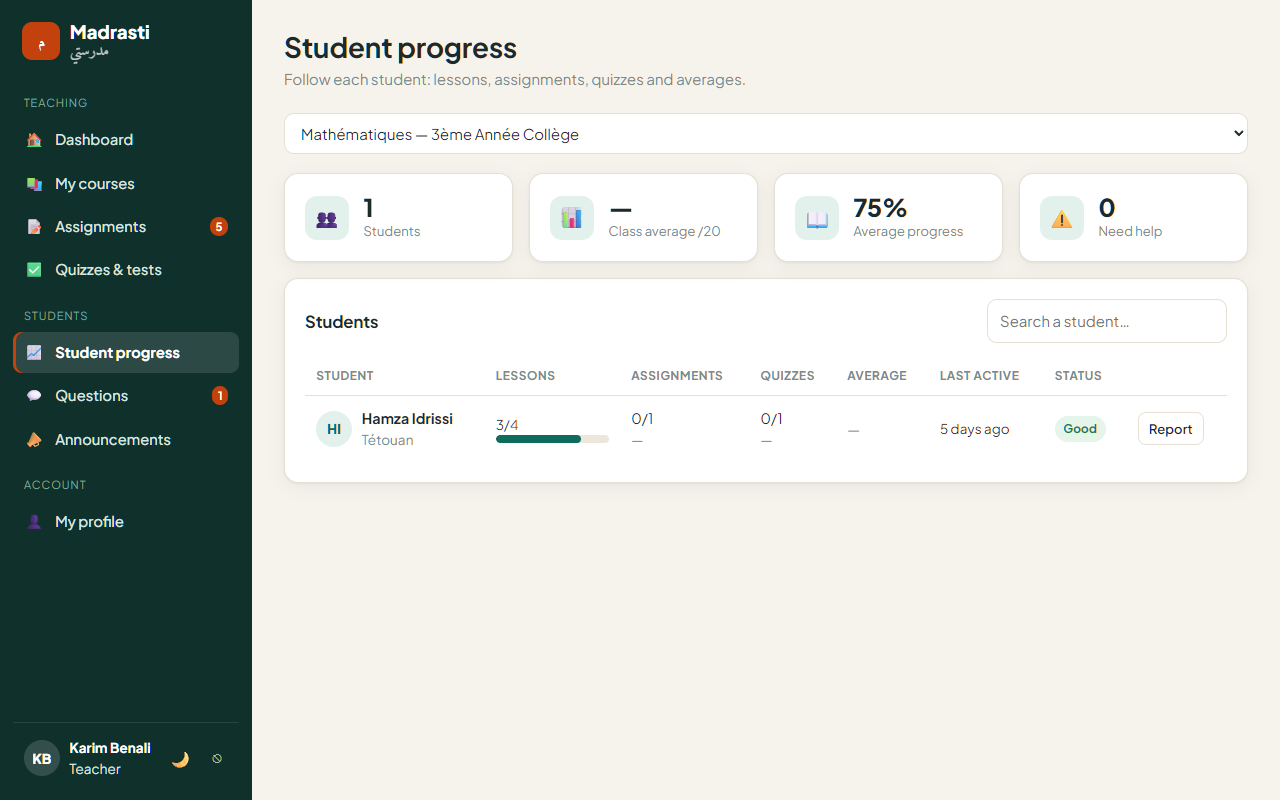 م
Madrasti
مدرستي
TEACHING
Dashboard
My courses
Assignments 5
Quizzes & tests
STUDENTS
Student progress
Questions 1
Announcements
ACCOUNT
My profile
KB
Karim Benali
Teacher
Student progress
Follow each student: lessons, assignments, quizzes and averages.
Mathématiques — 3ème Année Collège
1
Students
—
Class average /20
75%
Average progress
0
Need help
Students
Search a student…
STUDENT LESSONS ASSIGNMENTS QUIZZES AVERAGE LAST ACTIVE STATUS
HI
Hamza Idrissi
Tétouan
3/4
0/1
—
0/1
—
—
5 days ago
Good
Report